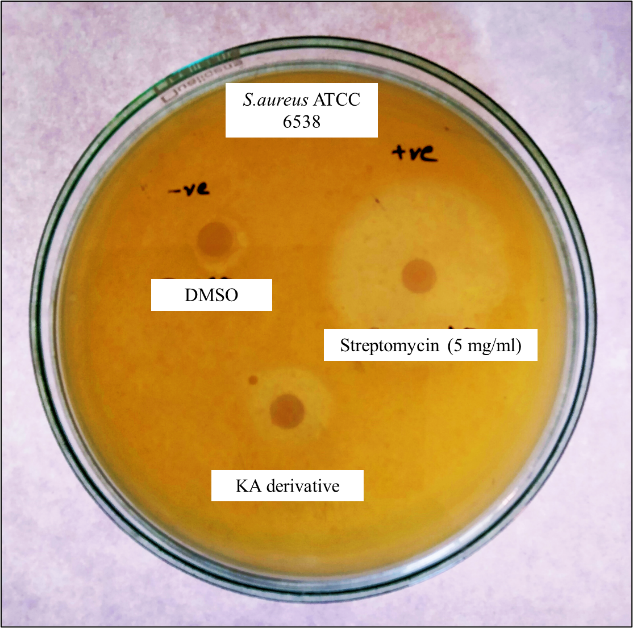 S.aureus ATCC
6538
+ve
-ve
DMSO
Streptomycin (5 mg/ml)
KA derivative